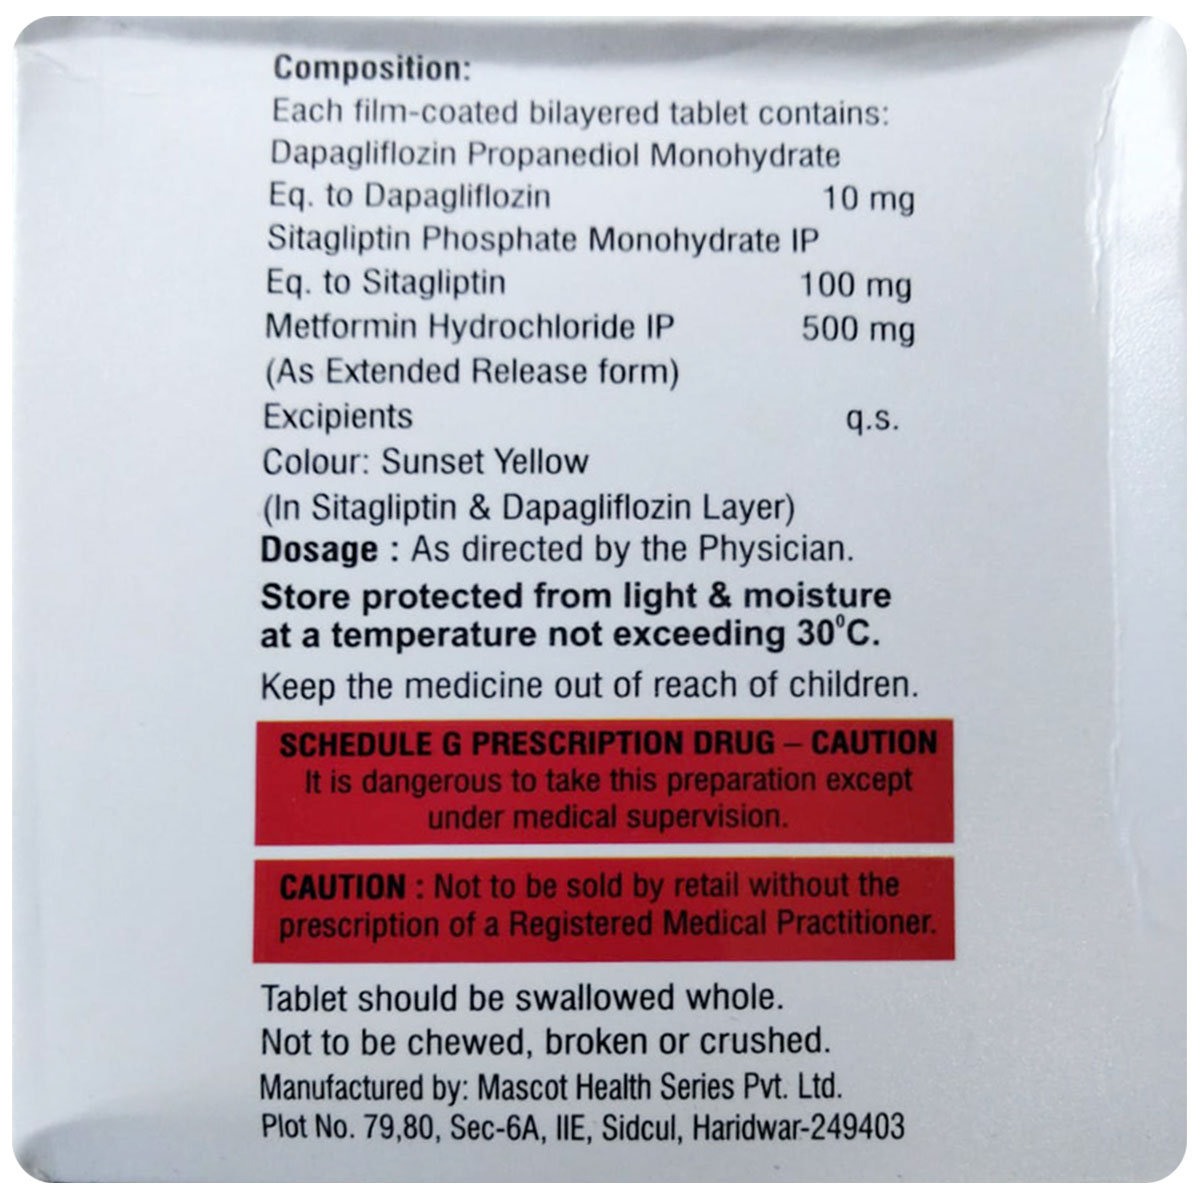 Composition:
Each film-coated bilayered tablet contains:
Dapagliflozin Propanediol Monohydrate
Eq. to Dapagliflozin 10 mg
Sitagliptin Phosphate Monohydrate IP
Eq. to Sitagliptin 100 mg
Metformin Hydrochloride IP 500 mg
(As Extended Release form)
Excipients q.s.
Colour: Sunset Yellow
(In Sitagliptin & Dapagliflozin Layer)
Dosage : As directed by the Physician.
Store protected from light & moisture
at a temperature not exceeding 30⁰C.
Keep the medicine out of reach of children.
SCHEDULE G PRESCRIPTION DRUG – CAUTION
It is dangerous to take this preparation except
under medical supervision.
CAUTION : Not to be sold by retail without the
prescription of a Registered Medical Practitioner.
Tablet should be swallowed whole.
Not to be chewed, broken or crushed.
Manufactured by: Mascot Health Series Pvt. Ltd.
Plot No. 79,80, Sec-6A, IIE, Sidcul, Haridwar-249403